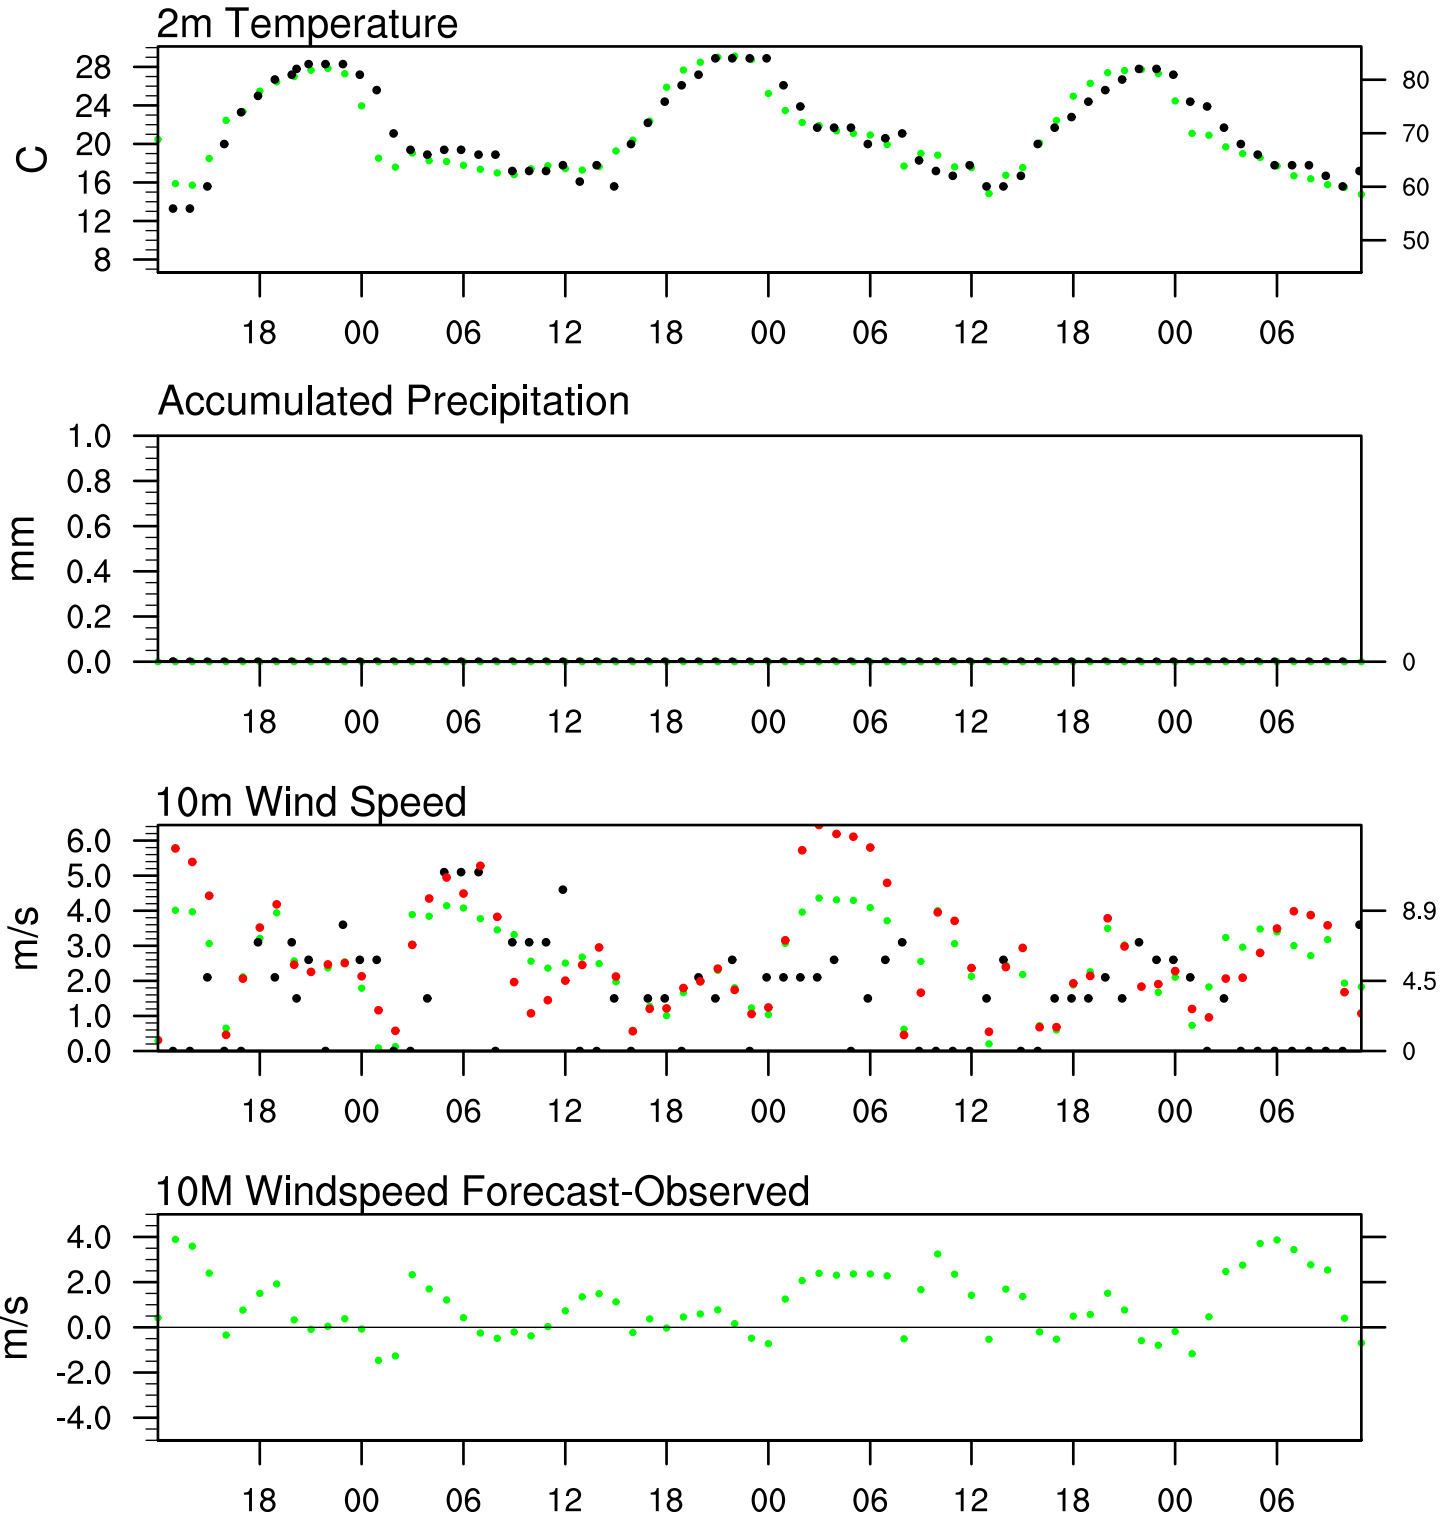 2m Temperature
28
24
20
16
12
8
C
80
70
60
50
18 00 06 12 18 00 06 12 18 00 06
Accumulated Precipitation
1.0
0.8
0.6
0.4
0.2
0.0
mm
0
18 00 06 12 18 00 06 12 18 00 06
10m Wind Speed
6.0
5.0
4.0
3.0
2.0
1.0
0.0
m/s
8.9
4.5
0
18 00 06 12 18 00 06 12 18 00 06
10M Windspeed Forecast-Observed
4.0
2.0
0.0
-2.0
-4.0
m/s
18 00 06 12 18 00 06 12 18 00 06